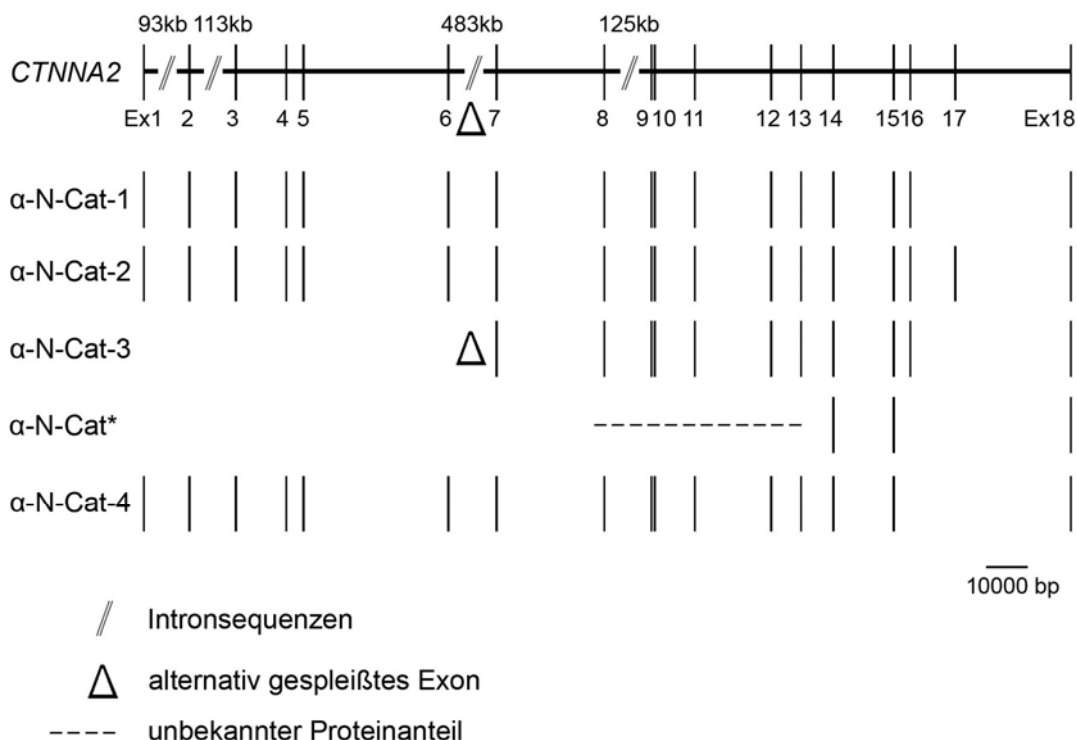 93kb 113kb 483kb 125kb
CTNNA2
Ex1 2 3 4 5 6 7 8 9 10 11 12 13 14 15 16 17 Ex18
α-N-Cat-1
α-N-Cat-2
α-N-Cat-3
α-N-Cat*
α-N-Cat-4
10000 bp
Intronsequenzen
alternativ gespleißtes Exon
unbekannter Proteinanteil